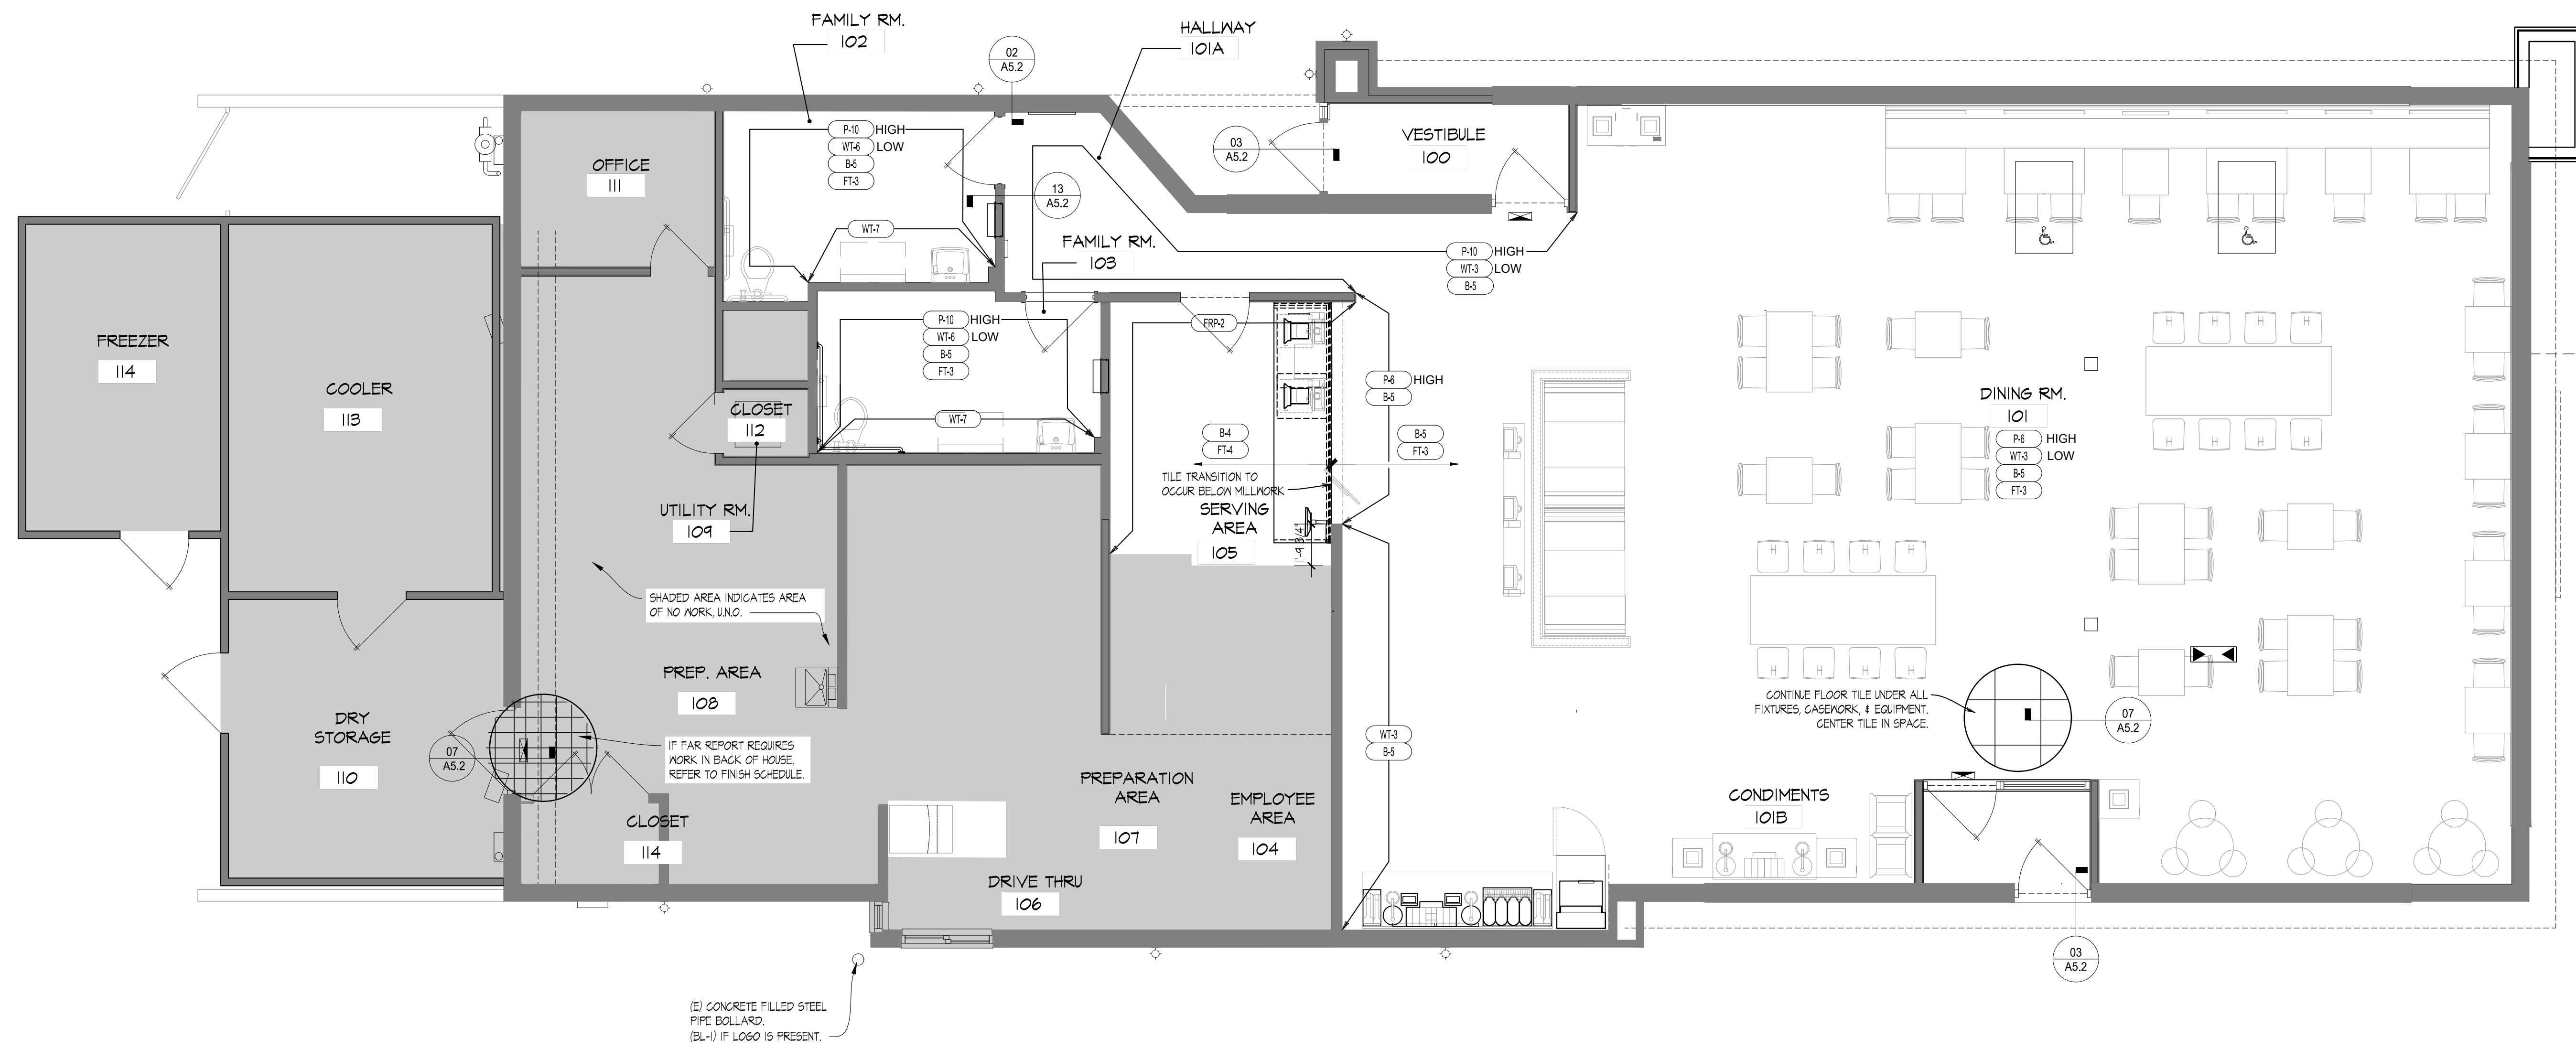 FAMILY RM.
102
HALLWAY
101A
02
A5.2
OFFICE
111
P-10 HIGH
WT-6 LOW
B-5
FT-3
WT-7
13
A5.2
03
A5.2
VESTIBULE
100
FAMILY RM.
103
P-10 HIGH
WT-3 LOW
B-5
FREEZER
114
COOLER
113
P-10 HIGH
WT-6 LOW
B-5
FT-3
WT-7
FRP-2
CLOSET
112
P-6 HIGH
B-5
DINING RM.
101
P-6 HIGH
WT-3 LOW
B-5
FT-3
H H H H
H H H H
B-4
FT-4
B-5
FT-3
TILE TRANSITION TO
OCCUR BELOW MILLWORK
SERVING
AREA
105
1'-9 3/4"
UTILITY RM.
109
SHADED AREA INDICATES AREA
OF NO WORK, U.N.O.
H H H H
H H H H
PREP. AREA
108
DRY
STORAGE
110
07
A5.2
IF FAR REPORT REQUIRES
WORK IN BACK OF HOUSE,
REFER TO FINISH SCHEDULE.
WT-3
B-5
CONTINUE FLOOR TILE UNDER ALL
FIXTURES, CASEWORK, & EQUIPMENT.
CENTER TILE IN SPACE.
07
A5.2
PREPARATION
AREA
107
EMPLOYEE
AREA
104
CONDIMENTS
101B
CLOSET
114
DRIVE THRU
106
03
A5.2
(E) CONCRETE FILLED STEEL
PIPE BOLLARD.
(BL-1) IF LOGO IS PRESENT.